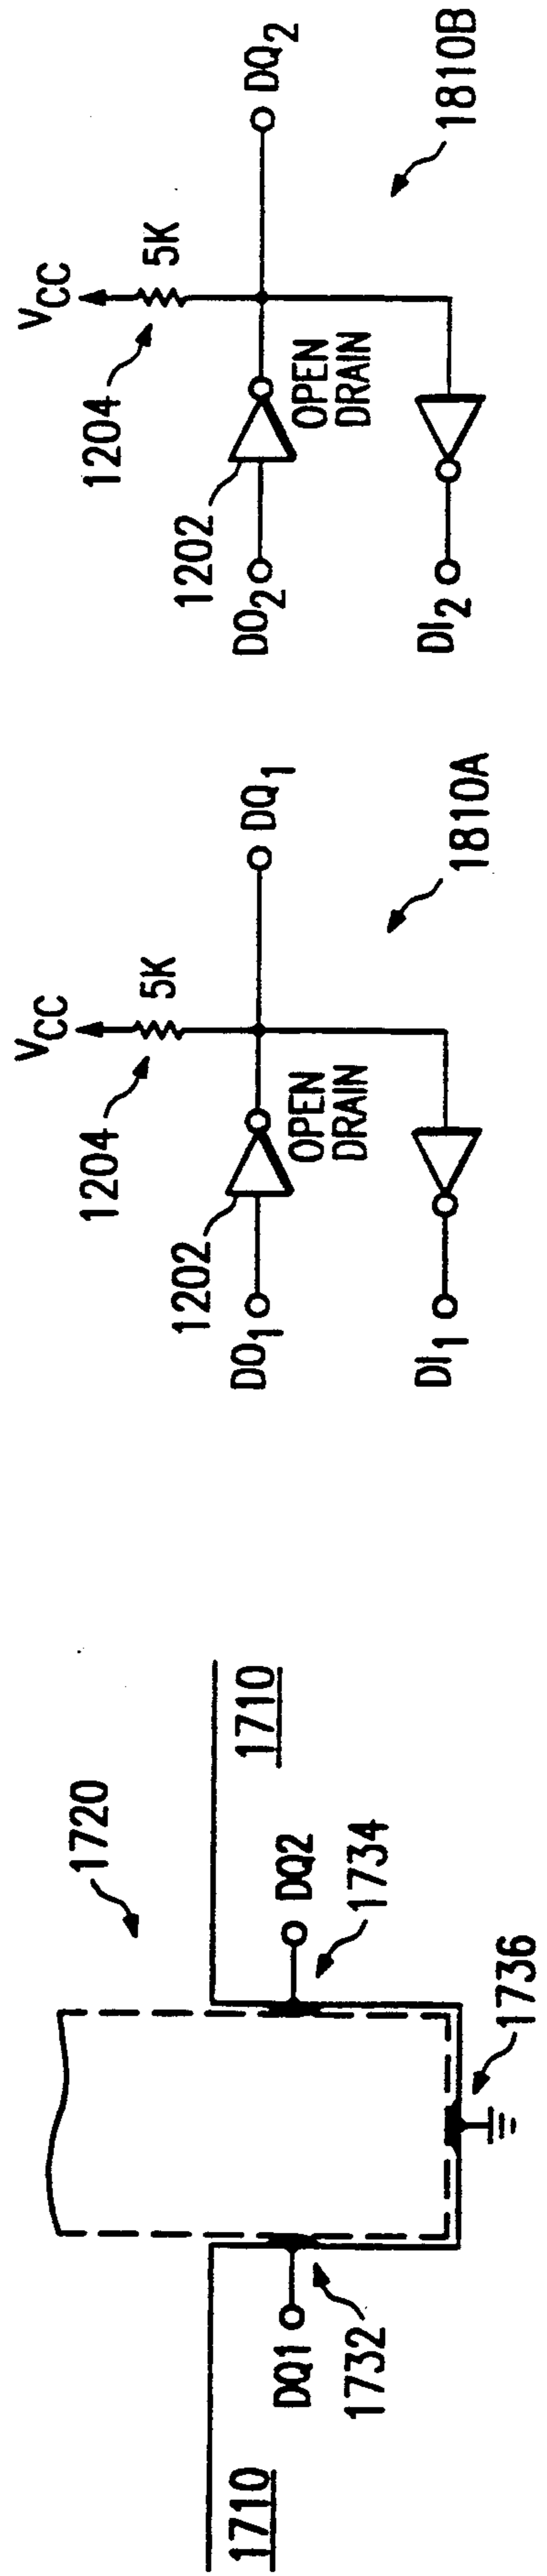 1720
1710
1710
DQ1
DQ2
1732
1734
1736
VCC
1204
5K
1202
DO1
OPEN
DRAIN
DQ1
DI1
1810A
VCC
1204
5K
1202
DO2
OPEN
DRAIN
DQ2
DI2
1810B